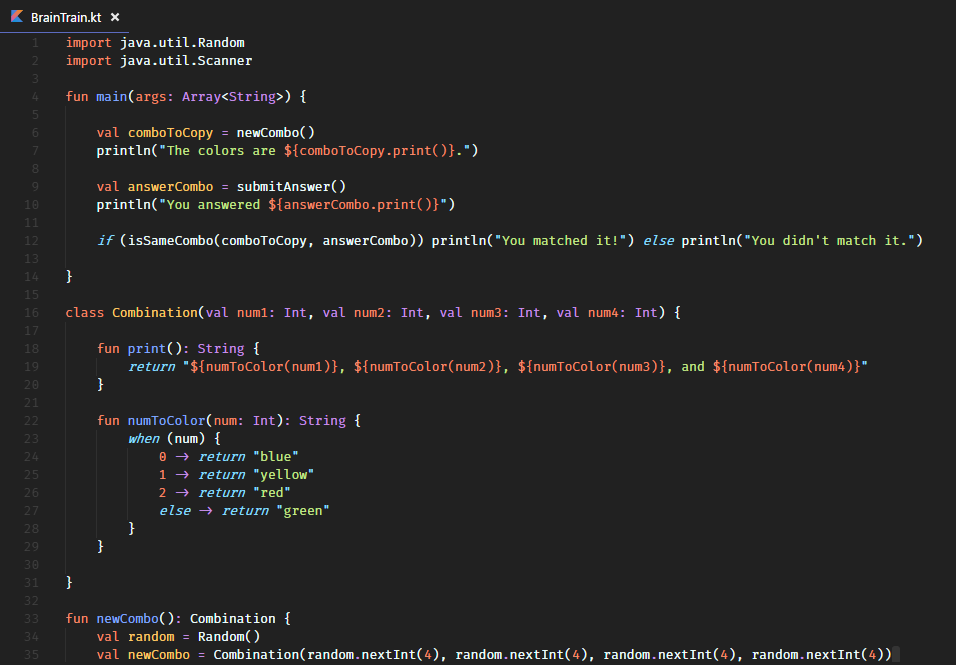 BrainTrain.kt ×
1 import java.util.Random
2 import java.util.Scanner
3
4 fun main(args: Array<String>) {
5
6     val comboToCopy = newCombo()
7     println("The colors are ${comboToCopy.print()}.")
8
9     val answerCombo = submitAnswer()
10     println("You answered ${answerCombo.print()}")
11
12     if (isSameCombo(comboToCopy, answerCombo)) println("You matched it!") else println("You didn't match it.")
13
14 }
15
16 class Combination(val num1: Int, val num2: Int, val num3: Int, val num4: Int) {
17
18     fun print(): String {
19         return "${numToColor(num1)}, ${numToColor(num2)}, ${numToColor(num3)}, and ${numToColor(num4)}"
20     }
21
22     fun numToColor(num: Int): String {
23         when (num) {
24             0 → return "blue"
25             1 → return "yellow"
26             2 → return "red"
27             else → return "green"
28         }
29     }
30
31 }
32
33 fun newCombo(): Combination {
34     val random = Random()
35     val newCombo = Combination(random.nextInt(4), random.nextInt(4), random.nextInt(4), random.nextInt(4))